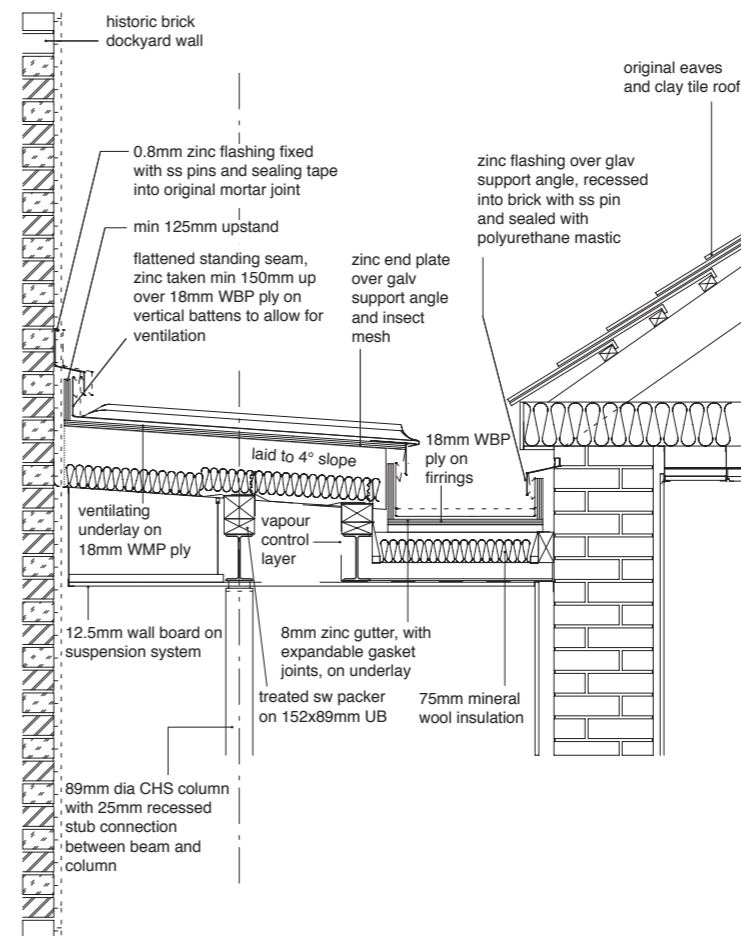 historic brick
dockyard wall
original eaves
and clay tile roof
0.8mm zinc flashing fixed
with ss pins and sealing tape
into original mortar joint
zinc flashing over glav
support angle, recessed
into brick with ss pin
and sealed with
polyurethane mastic
min 125mm upstand
flattened standing seam,
zinc taken min 150mm up
over 18mm WBP ply on
vertical battens to allow for
ventilation
zinc end plate
over galv
support angle
and insect
mesh
18mm WBP
ply on
firrings
laid to 4° slope
ventilating
underlay on
18mm WMP ply
vapour
control
layer
12.5mm wall board on
suspension system
8mm zinc gutter, with
expandable gasket
joints, on underlay
treated sw packer
on 152x89mm UB
75mm mineral
wool insulation
89mm dia CHS column
with 25mm recessed
stub connection
between beam and
column